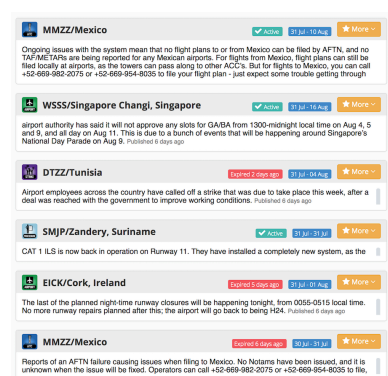 MMZZ/Mexico
Active 31 Jul - 10 Aug More
Ongoing issues with the system mean that no flight plans to or from Mexico can be filed by AFTN, and no
TAF/METARs are being reported for any Mexican airports. For flights from Mexico, flight plans can still be
filed locally at airports, as the towers can pass along to other ACC's. But for flights to Mexico, you can call
+52-669-982-2075 or +52-669-954-8035 to file your flight plan - just expect some trouble getting through
WSSS/Singapore Changi, Singapore
Active 31 Jul - 16 Aug More
airport authority has said it will not approve any slots for GA/BA from 1300-midnight local time on Aug 4, 5
and 9, and all day on Aug 11. This is due to a bunch of events that will be happening around Singapore's
National Day Parade on Aug 9. Published 6 days ago
DTZZ/Tunisia
Expired 2 days ago 31 Jul - 04 Aug More
Airport employees across the country have called off a strike that was due to take place this week, after a
deal was reached with the government to improve working conditions. Published 6 days ago
SMJP/Zandery, Suriname
Active 31 Jul - 31 Jul More
CAT 1 ILS is now back in operation on Runway 11. They have installed a completely new system, as the
EICK/Cork, Ireland
Expired 5 days ago 31 Jul - 01 Aug More
The last of the planned night-time runway closures will be happening tonight, from 0055-0515 local time.
No more runway repairs planned after this; the airport will go back to being H24. Published 6 days ago
MMZZ/Mexico
Expired 6 days ago 30 Jul - 31 Jul More
Reports of an AFTN failure causing issues when filing to Mexico. No Notams have been issued, and it is
unknown when the issue will be fixed. Operators can call +52-669-982-2075 or +52-669-954-8035 to file,